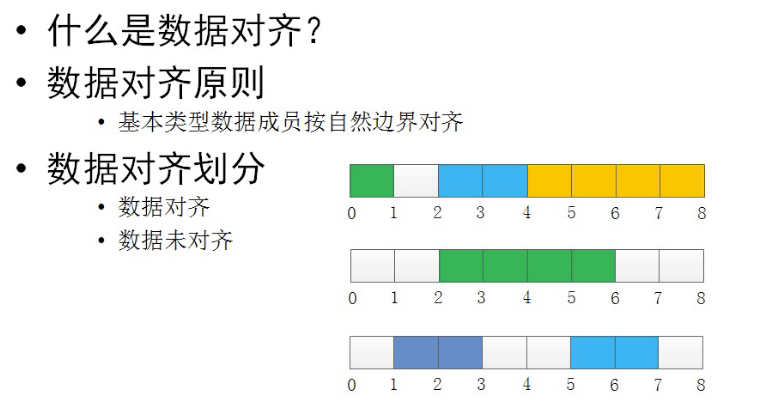 • 什么是数据对齐？
• 数据对齐原则
• 基本类型数据成员按自然边界对齐
• 数据对齐划分
• 数据对齐
• 数据未对齐
0 1 2 3 4 5 6 7 8
0 1 2 3 4 5 6 7 8
0 1 2 3 4 5 6 7 8